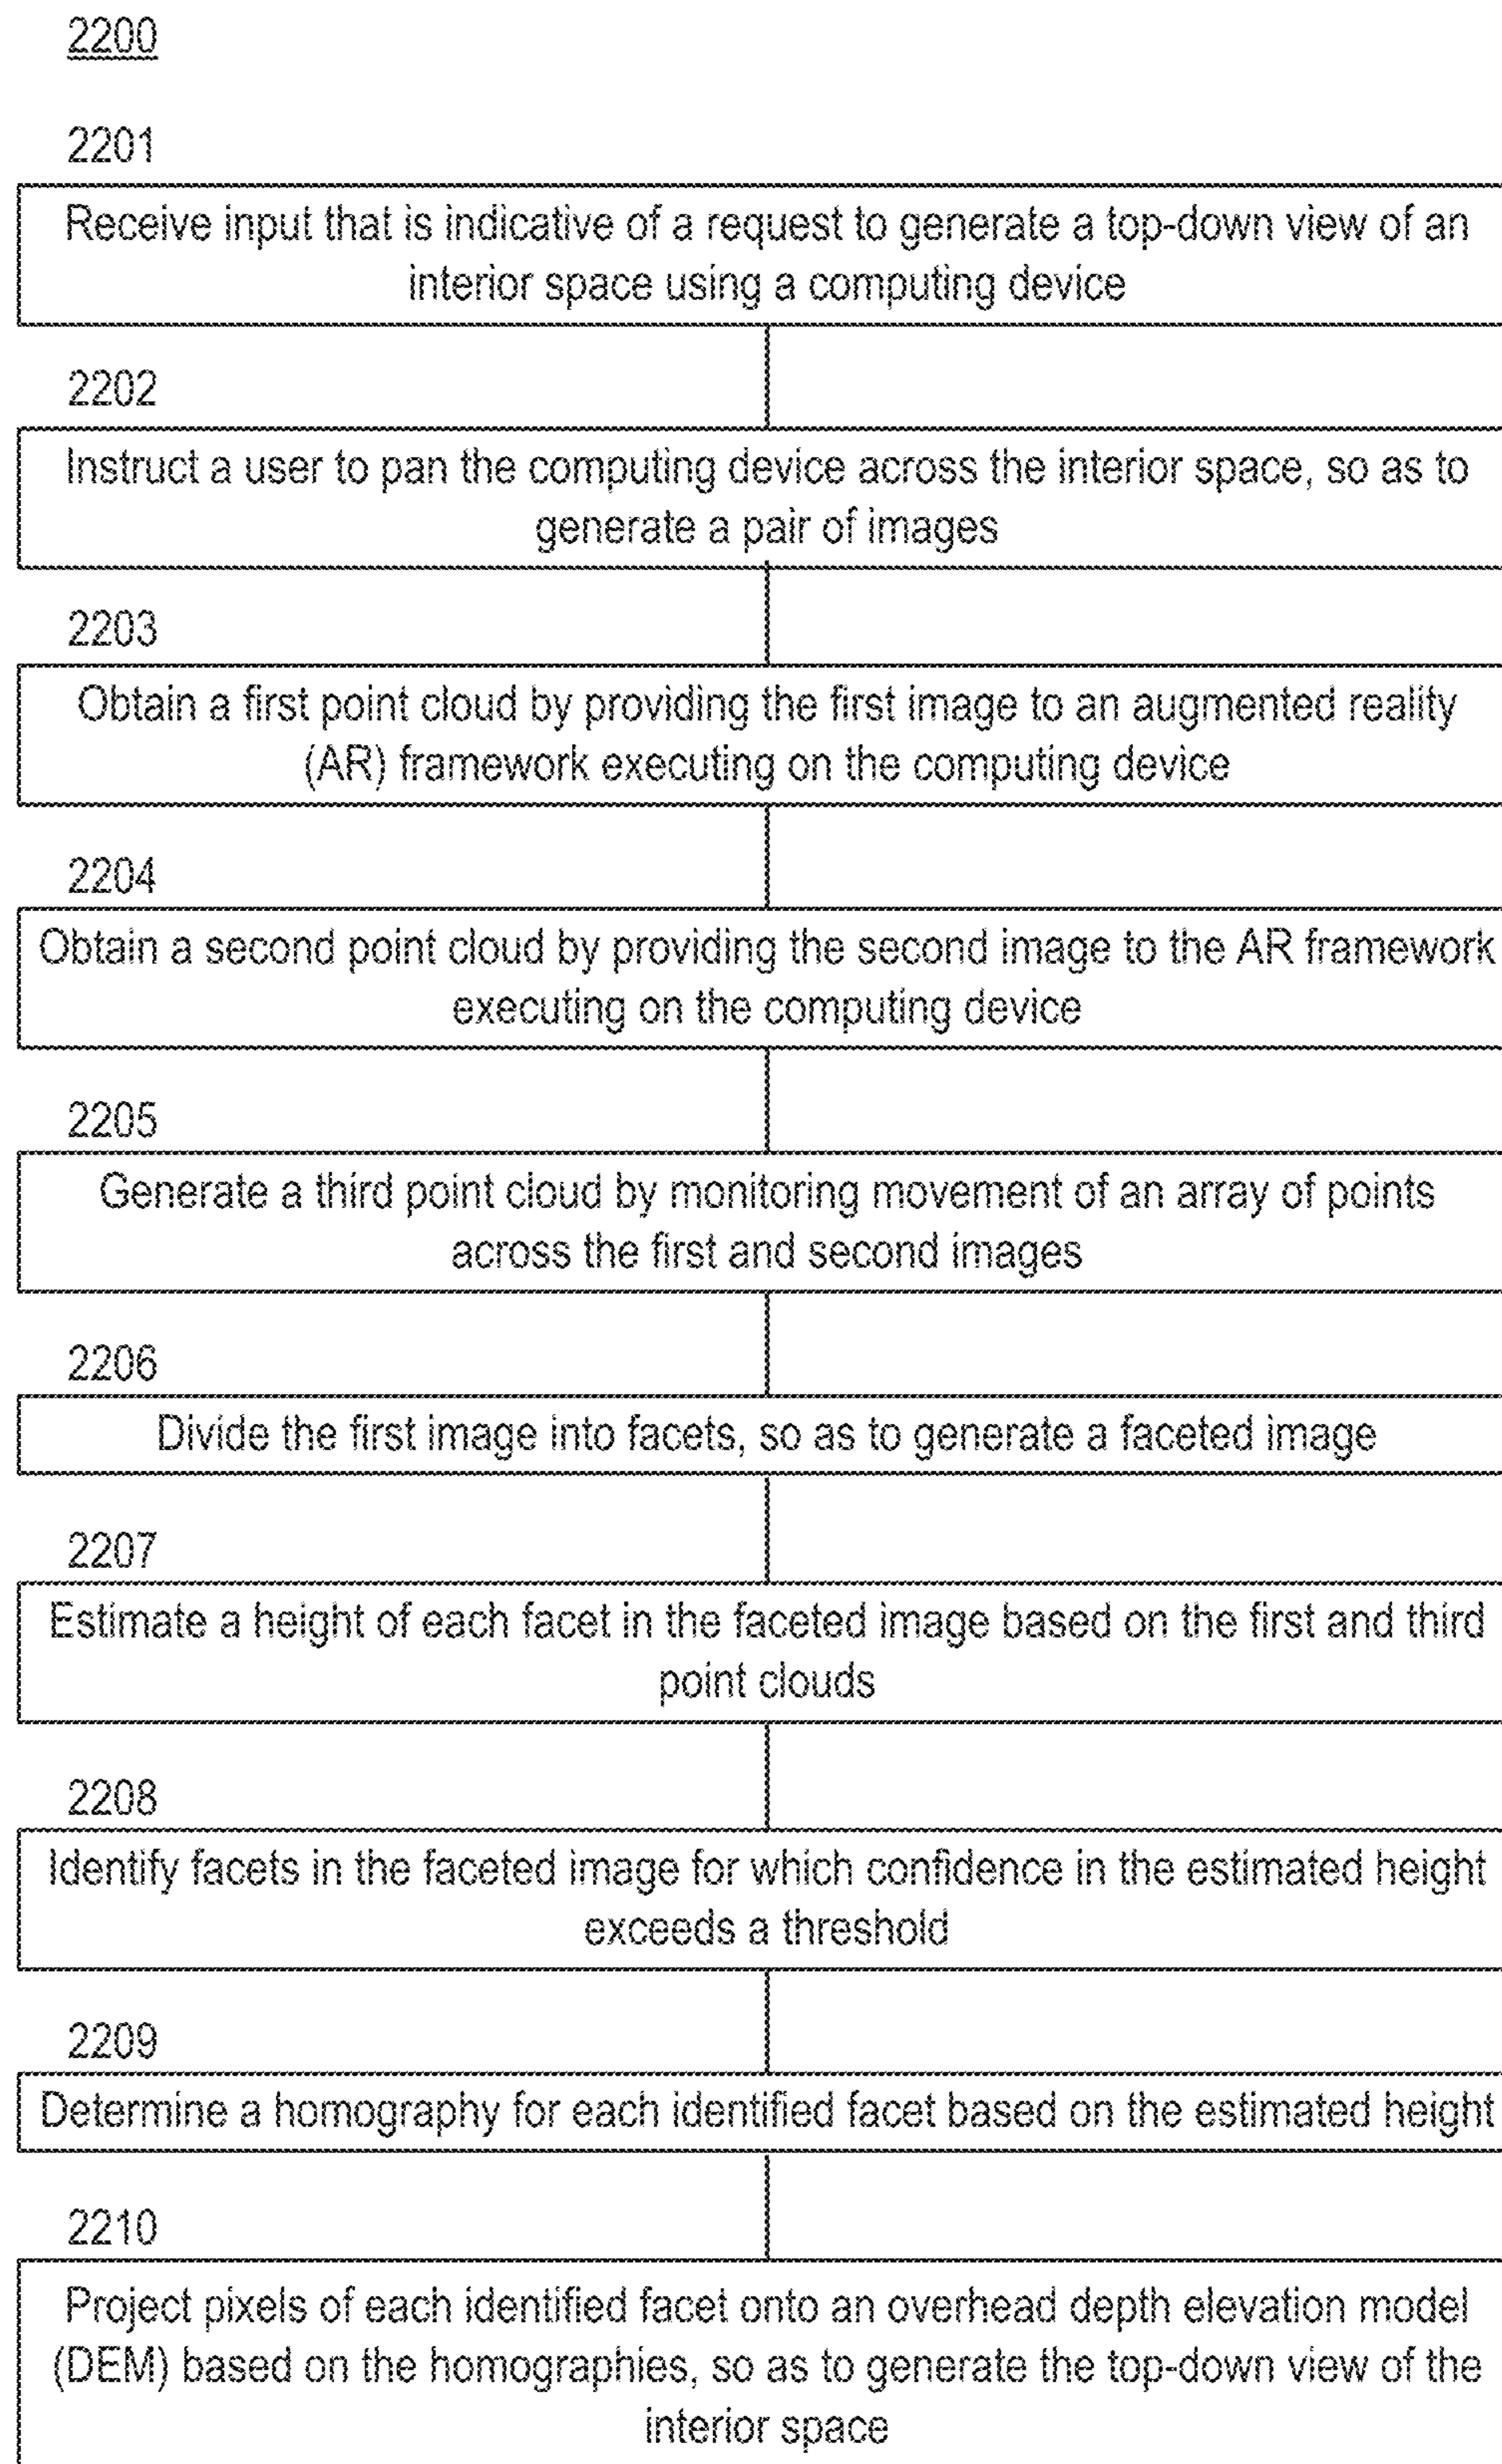 2200
2201
Receive input that is indicative of a request to generate a top-down view of an
interior space using a computing device
2202
Instruct a user to pan the computing device across the interior space, so as to
generate a pair of images
2203
Obtain a first point cloud by providing the first image to an augmented reality
(AR) framework executing on the computing device
2204
Obtain a second point cloud by providing the second image to the AR framework
executing on the computing device
2205
Generate a third point cloud by monitoring movement of an array of points
across the first and second images
2206
Divide the first image into facets, so as to generate a faceted image
2207
Estimate a height of each facet in the faceted image based on the first and third
point clouds
2208
Identify facets in the faceted image for which confidence in the estimated height
exceeds a threshold
2209
Determine a homography for each identified facet based on the estimated height
2210
Project pixels of each identified facet onto an overhead depth elevation model
(DEM) based on the homographies, so as to generate the top-down view of the
interior space